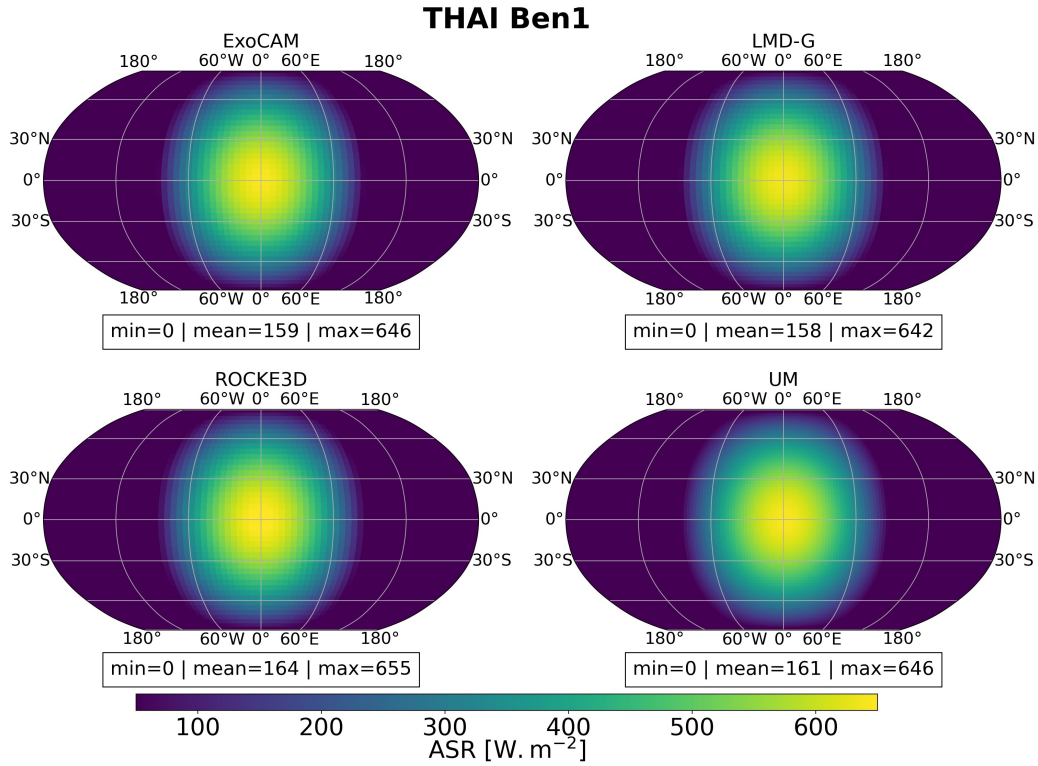 THAI Ben1
ExoCAM LMD-G
180° 60°W 0° 60°E 180° 180° 60°W 0° 60°E 180°
30°N 30°N 30°N 30°N
0° 0° 0° 0°
30°S 30°S 30°S 30°S
180° 60°W 0° 60°E 180° 180° 60°W 0° 60°E 180°
min=0 | mean=159 | max=646 min=0 | mean=158 | max=642
ROCKE3D UM
180° 60°W 0° 60°E 180° 180° 60°W 0° 60°E 180°
30°N 30°N 30°N 30°N
0° 0° 0° 0°
30°S 30°S 30°S 30°S
180° 60°W 0° 60°E 180° 180° 60°W 0° 60°E 180°
min=0 | mean=164 | max=655 min=0 | mean=161 | max=646
100 200 300 400 500 600
ASR [W. m⁻²]